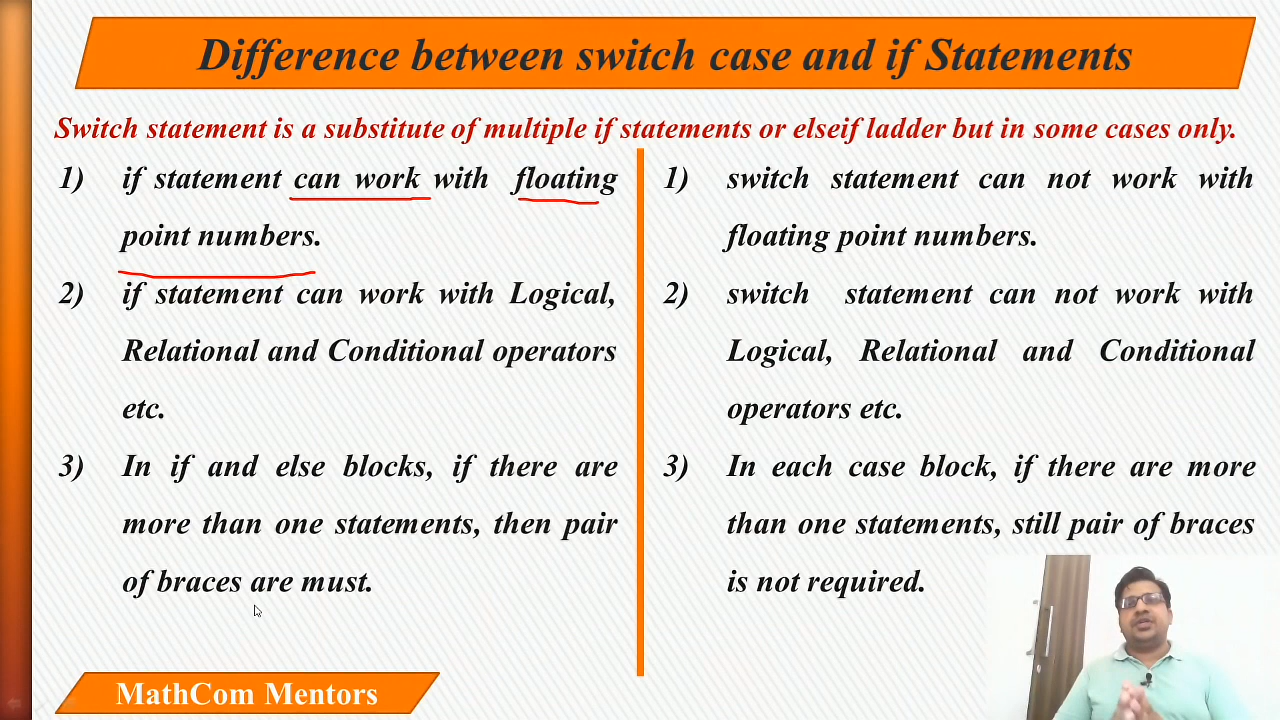 Difference between switch case and if Statements
Switch statement is a substitute of multiple if statements or elseif ladder but in some cases only.
1) if statement can work with floating
point numbers.
2) if statement can work with Logical,
Relational and Conditional operators
etc.
3) In if and else blocks, if there are
more than one statements, then pair
of braces are must.
1) switch statement can not work with
floating point numbers.
2) switch statement can not work with
Logical, Relational and Conditional
operators etc.
3) In each case block, if there are more
than one statements, still pair of braces
is not required.
MathCom Mentors